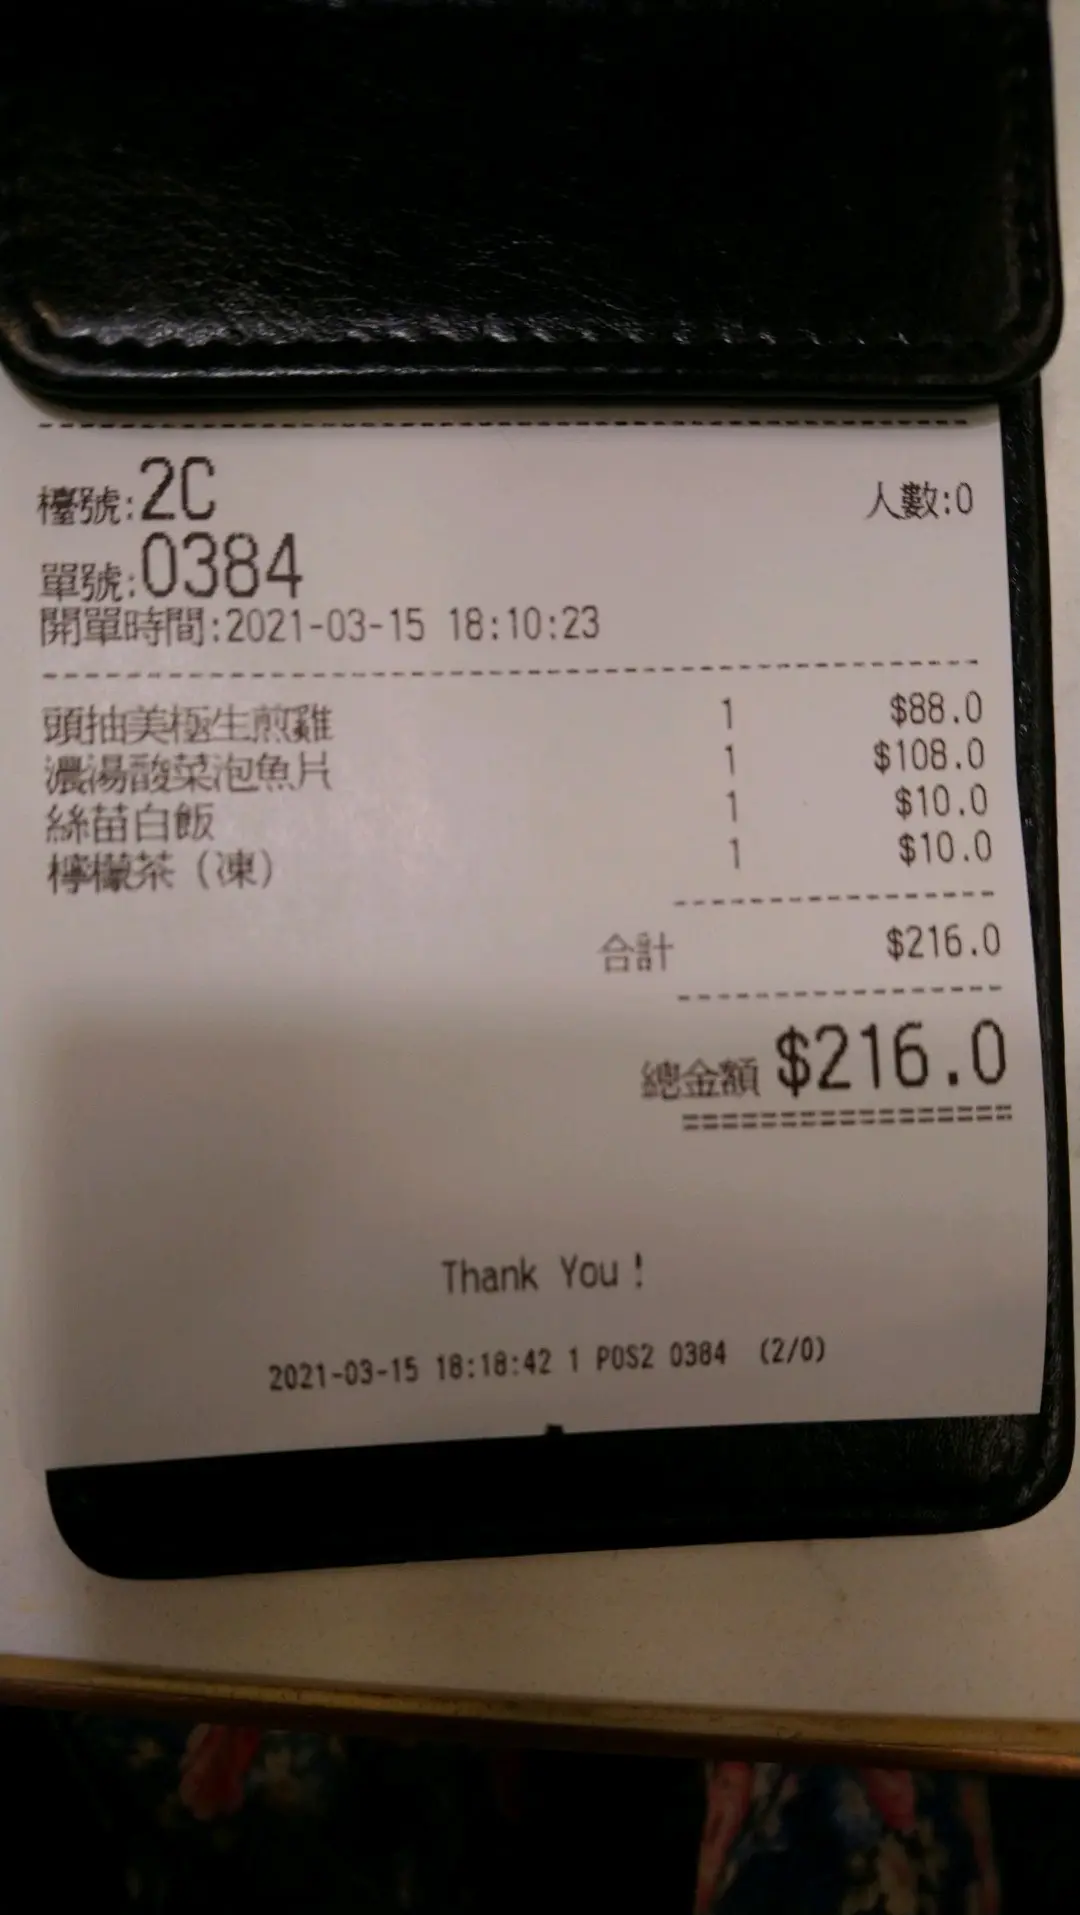 檯號:2C 人數:0
單號:0384
開單時間:2021-03-15 18:10:23
頭抽美極生煎雞 1 $88.0
濃湯酸菜泡魚片 1 $108.0
絲苗白飯 1 $10.0
檸檬茶（凍） 1 $10.0
合計 $216.0
總金額 $216.0
Thank You !
2021-03-15 18:18:42 1 POS2 0384 (2/0)